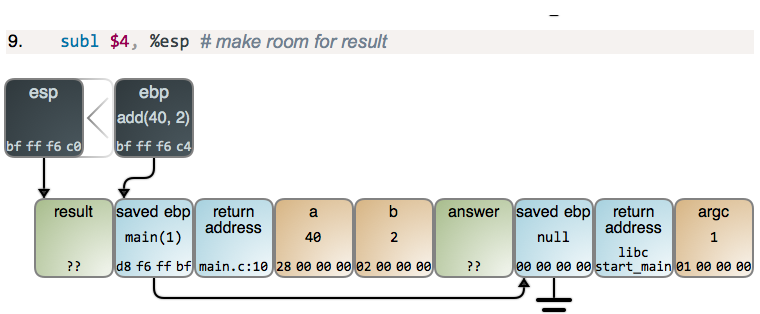 9. subl $4, %esp # make room for result
esp ebp
add(40, 2)
bf ff f6 c0 bf ff f6 c4
result saved ebp return address a b answer saved ebp return address argc
main(1) 40 2 null 1
?? d8 f6 ff bf main.c:10 28 00 00 00 02 00 00 00 ?? 00 00 00 00 libc start_main 01 00 00 00